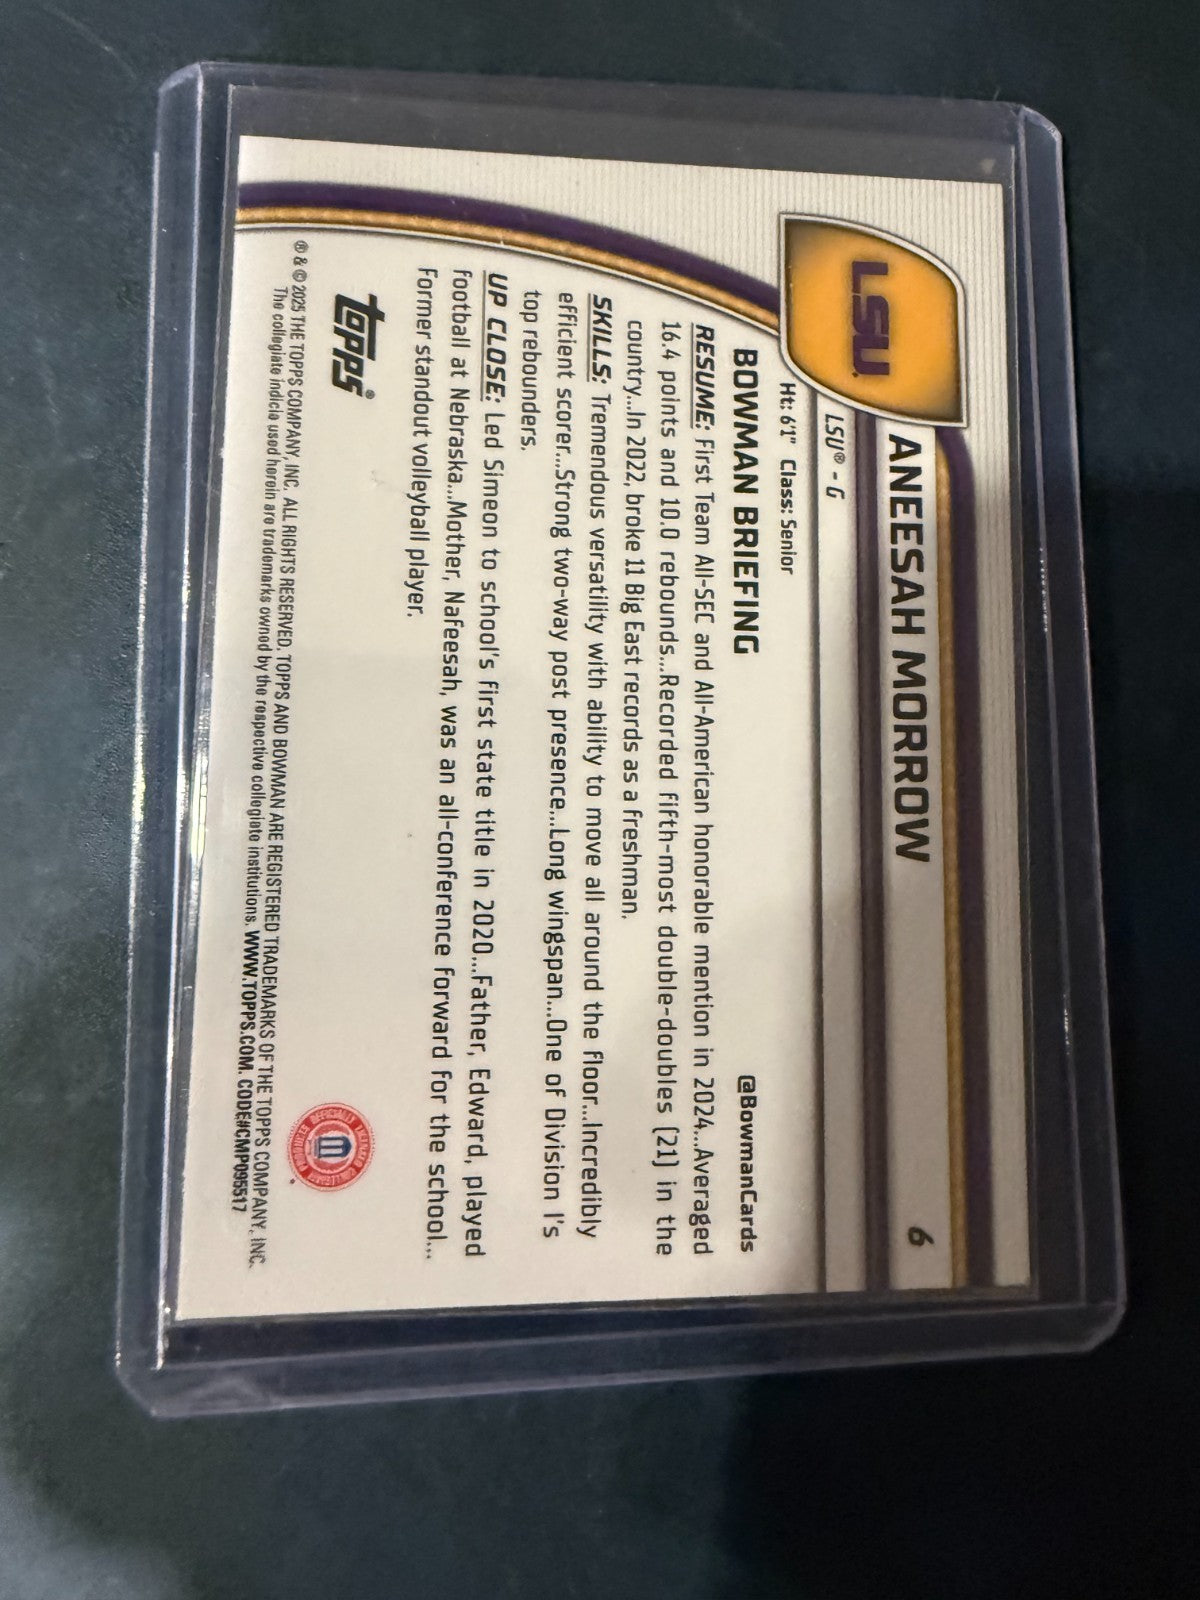 LSU
ANEESAH MORROW
6
LSU® - G
Ht: 6'1" Class: Senior
BOWMAN BRIEFING
@BowmanCards
RESUME: First Team All-SEC and All-American honorable mention in 2024...Averaged
16.4 points and 10.0 rebounds...Recorded fifth-most double-doubles (21) in the
country...In 2022, broke 11 Big East records as a freshman.
SKILLS: Tremendous versatility with ability to move all around the floor...Incredibly
efficient scorer...Strong two-way post presence...Long wingspan...One of Division I's
top rebounders.
UP CLOSE: Led Simeon to school's first state title in 2020...Father, Edward, played
football at Nebraska...Mother, Nafeesah, was an all-conference forward for the school...
Former standout volleyball player.
topps®
OFFICIALLY LICENSED COLLEGIATE PRODUCTS
® & © 2025 THE TOPPS COMPANY, INC. ALL RIGHTS RESERVED. TOPPS AND BOWMAN ARE REGISTERED TRADEMARKS OF THE TOPPS COMPANY, INC.
The collegiate indicia used herein are trademarks owned by the respective collegiate institutions. WWW.TOPPS.COM. CODE#CMP095517